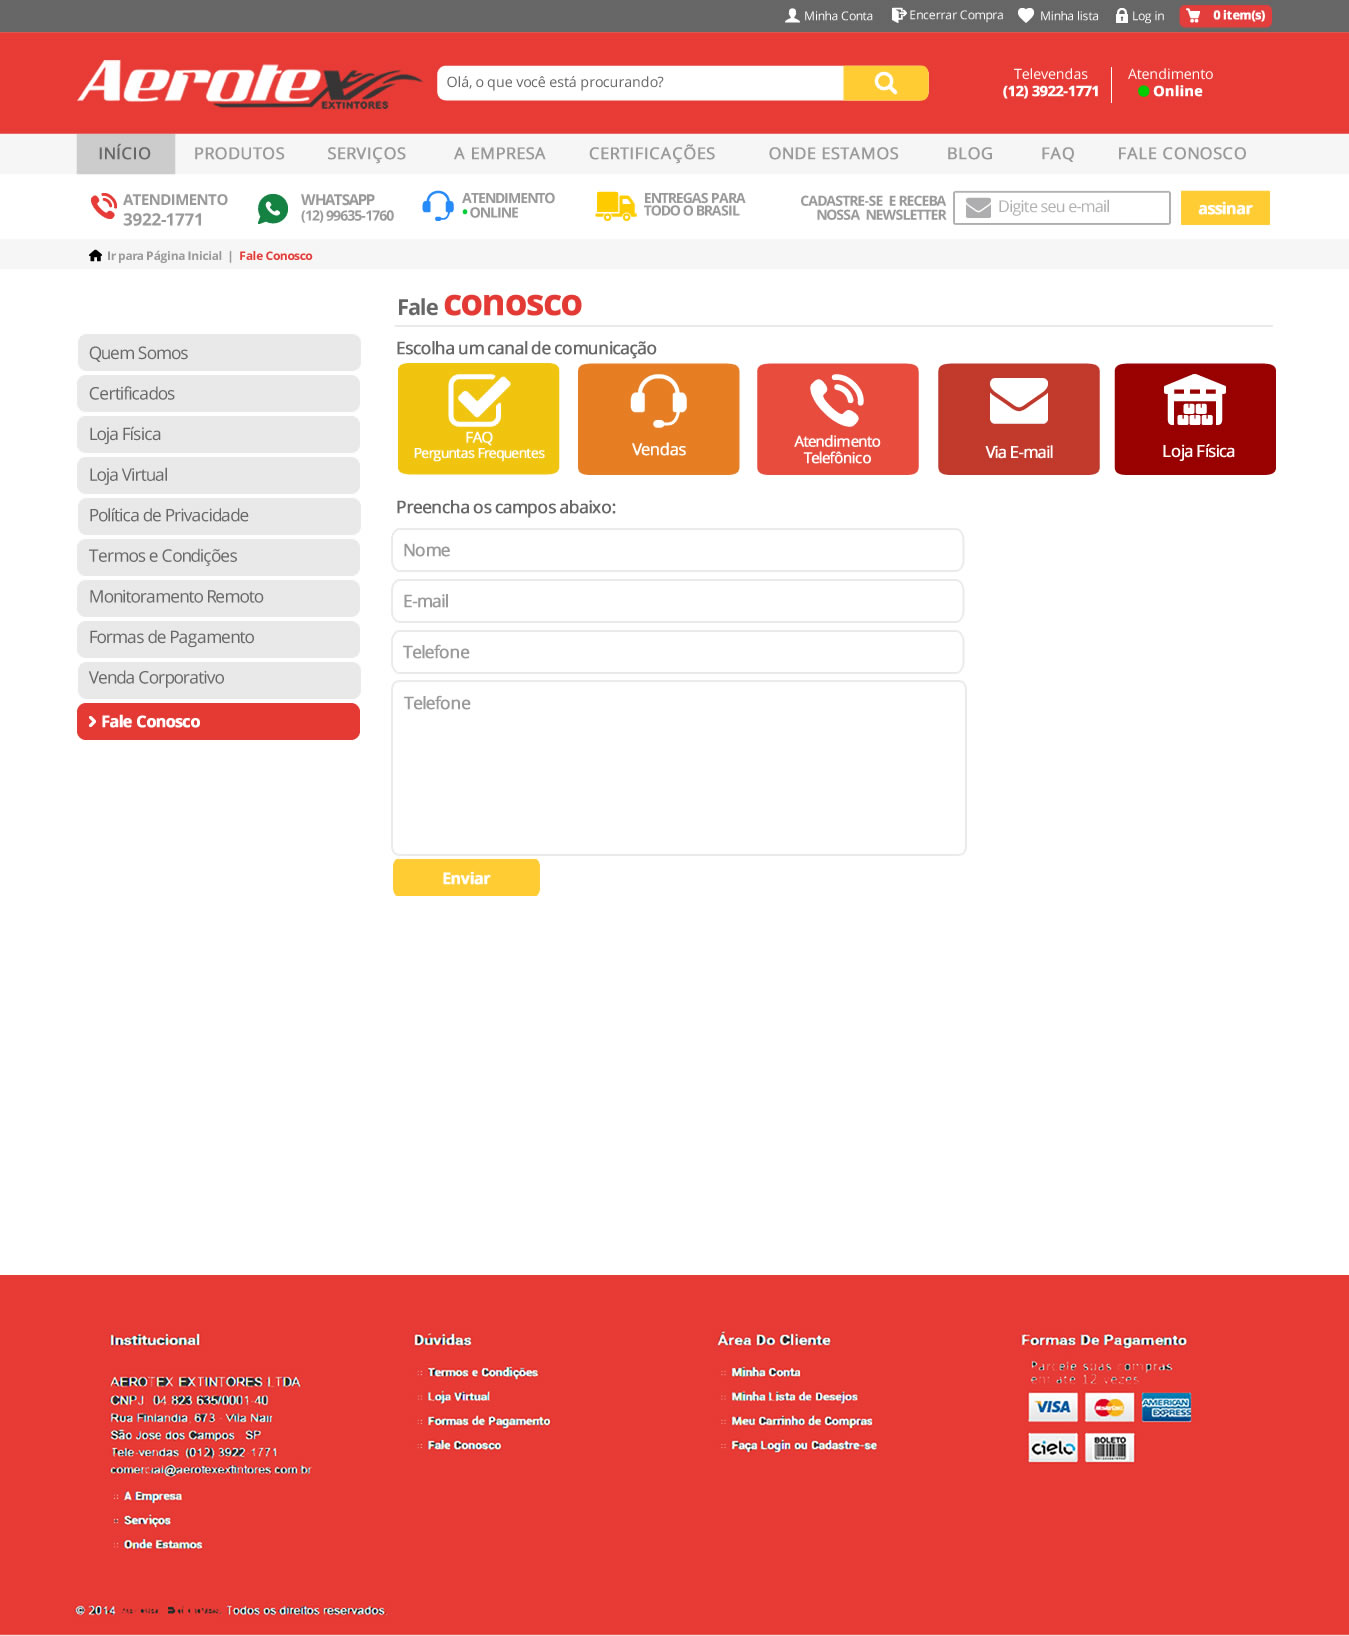 Minha Conta
Encerrar Compra
Minha lista
Log in
0 item(s)
Aerotex
EXTINTORES
Olá, o que você está procurando?
Televendas
(12) 3922-1771
Atendimento
Online
INÍCIO
PRODUTOS
SERVIÇOS
A EMPRESA
CERTIFICAÇÕES
ONDE ESTAMOS
BLOG
FAQ
FALE CONOSCO
ATENDIMENTO
3922-1771
WHATSAPP
(12) 99635-1760
ATENDIMENTO
ONLINE
ENTREGAS PARA
TODO O BRASIL
CADASTRE-SE E RECEBA
NOSSA NEWSLETTER
Digite seu e-mail
assinar
Ir para Página Inicial | Fale Conosco
Fale conosco
Quem Somos
Certificados
Loja Física
Loja Virtual
Política de Privacidade
Termos e Condições
Monitoramento Remoto
Formas de Pagamento
Venda Corporativo
Fale Conosco
Escolha um canal de comunicação
FAQ
Perguntas Frequentes
Vendas
Atendimento
Telefônico
Via E-mail
Loja Física
Preencha os campos abaixo:
Nome
E-mail
Telefone
Telefone
Enviar
Institucional
AEROTEX EXTINTORES LTDA
CNPJ 04 823 635/0001-40
Rua Finlandia, 673 - Vila Nair
São Jose dos Campos SP
Tele-vendas (012) 3922-1771
comercial@aerotexextintores.com.br
:: A Empresa
:: Serviços
:: Onde Estamos
Dúvidas
:: Termos e Condições
:: Loja Virtual
:: Formas de Pagamento
:: Fale Conosco
Área Do Cliente
:: Minha Conta
:: Minha Lista de Desejos
:: Meu Carrinho de Compras
:: Faça Login ou Cadastre-se
Formas De Pagamento
Parcele suas compras
em até 12 vezes
VISA
MasterCard
AMERICAN
EXPRESS
cielo
BOLETO
© 2014
Todos os direitos reservados